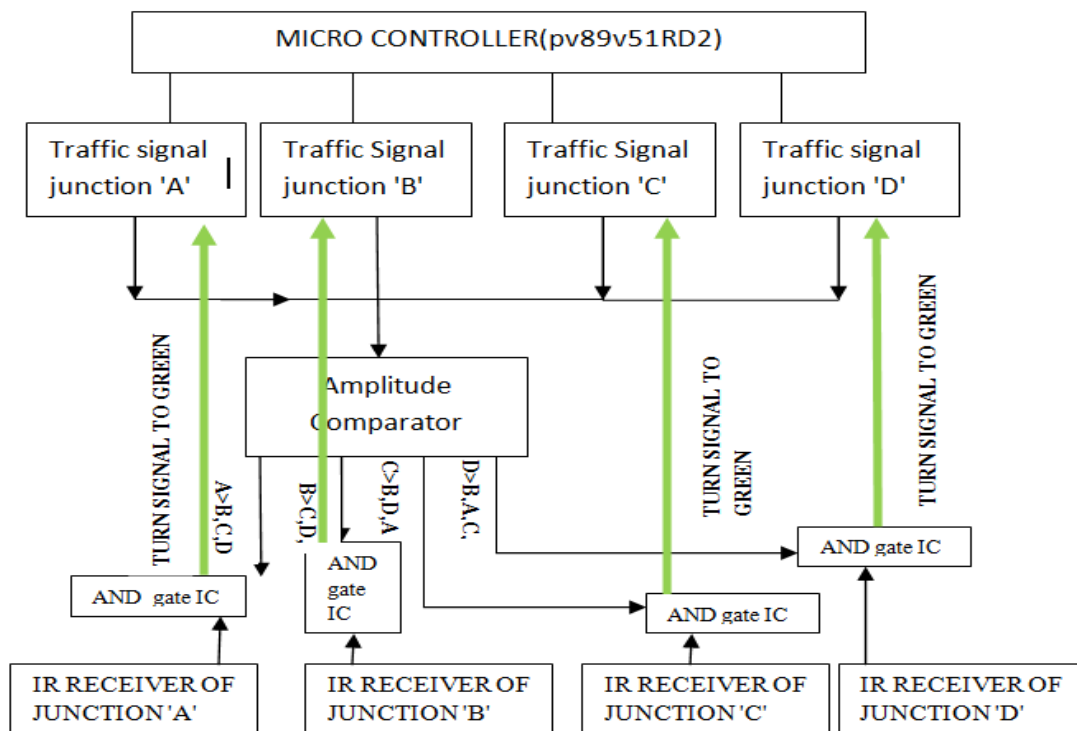 MICRO CONTROLLER(pv89v51RD2)
Traffic signal
junction 'A'
Traffic Signal
junction 'B'
Traffic Signal
junction 'C'
Traffic signal
junction 'D'
Amplitude
Comparator
TURN SIGNAL TO GREEN
A>B,C,D
B>C,D,
C>B,D,A
D>B,A,C,
TURN SIGNAL TO
GREEN
TURN SIGNAL TO GREEN
AND gate IC
AND
gate
IC
AND gate IC
AND gate IC
IR RECEIVER OF
JUNCTION 'A'
IR RECEIVER OF
JUNCTION 'B'
IR RECEIVER OF
JUNCTION 'C'
IR RECEIVER OF
JUNCTION 'D'